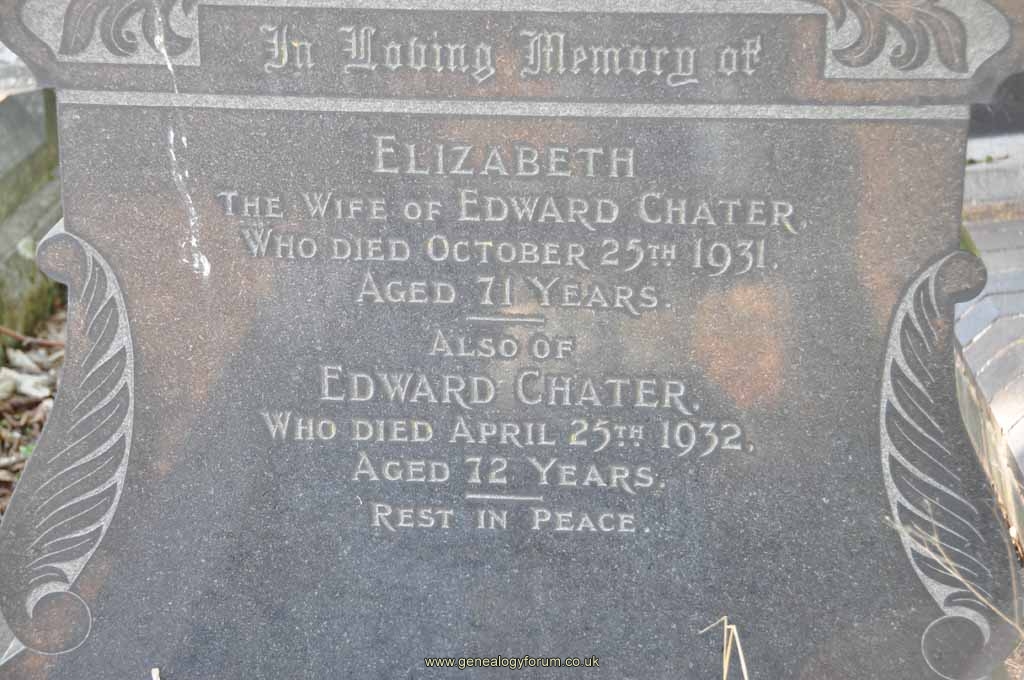 In Loving Memory of
ELIZABETH
THE WIFE OF EDWARD CHATER,
WHO DIED OCTOBER 25TH 1931.
AGED 71 YEARS.
ALSO OF
EDWARD CHATER,
WHO DIED APRIL 25TH 1932,
AGED 72 YEARS.
REST IN PEACE.
www.genealogyforum.co.uk